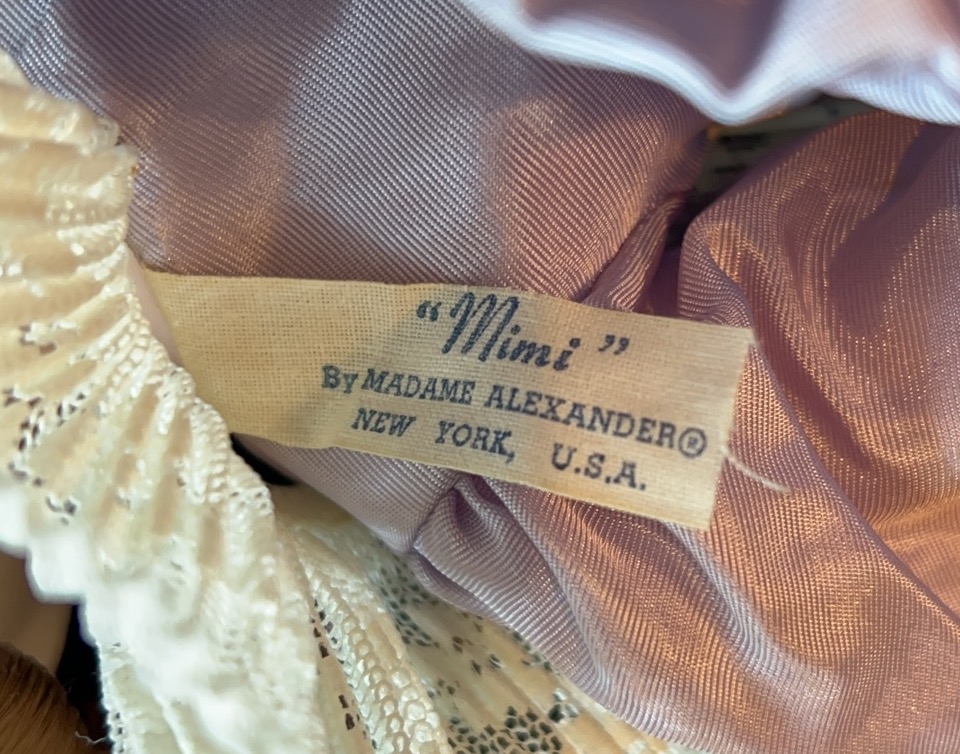 “Mimi”
By MADAME ALEXANDER®
NEW YORK, U.S.A.